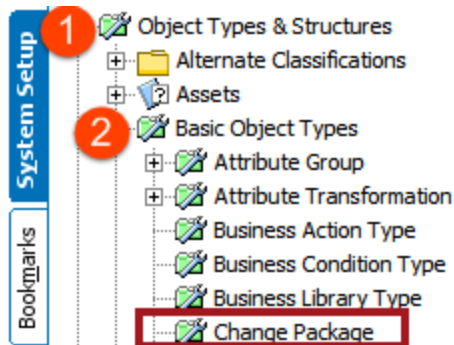 System Setup
Bookmarks
1
Object Types & Structures
Alternate Classifications
Assets
2
Basic Object Types
Attribute Group
Attribute Transformation
Business Action Type
Business Condition Type
Business Library Type
Change Package